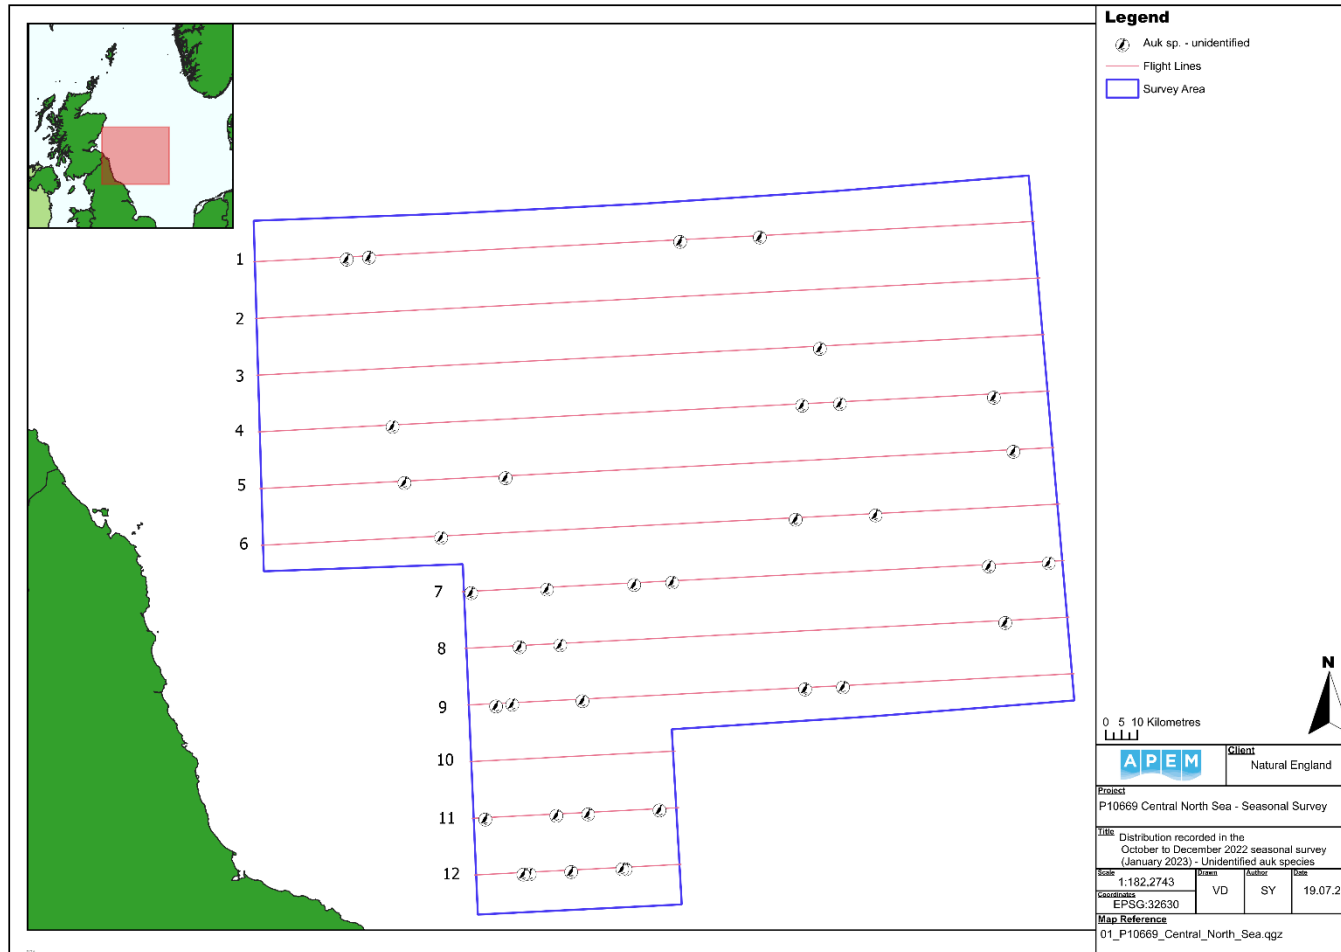 Legend
Auk sp. - unidentified
Flight Lines
Survey Area
1
2
3
4
5
6
7
8
9
10
11
12
N
0 5 10 Kilometres
APEM
Client
Natural England
Project
P10669 Central North Sea - Seasonal Survey
Title
Distribution recorded in the
October to December 2022 seasonal survey
(January 2023) - Unidentified auk species
Scale
1:182,2743
Drawn
VD
Author
SY
Date
19.07.2
Coordinates
EPSG:32630
Map Reference
01_P10669_Central_North_Sea.qgz